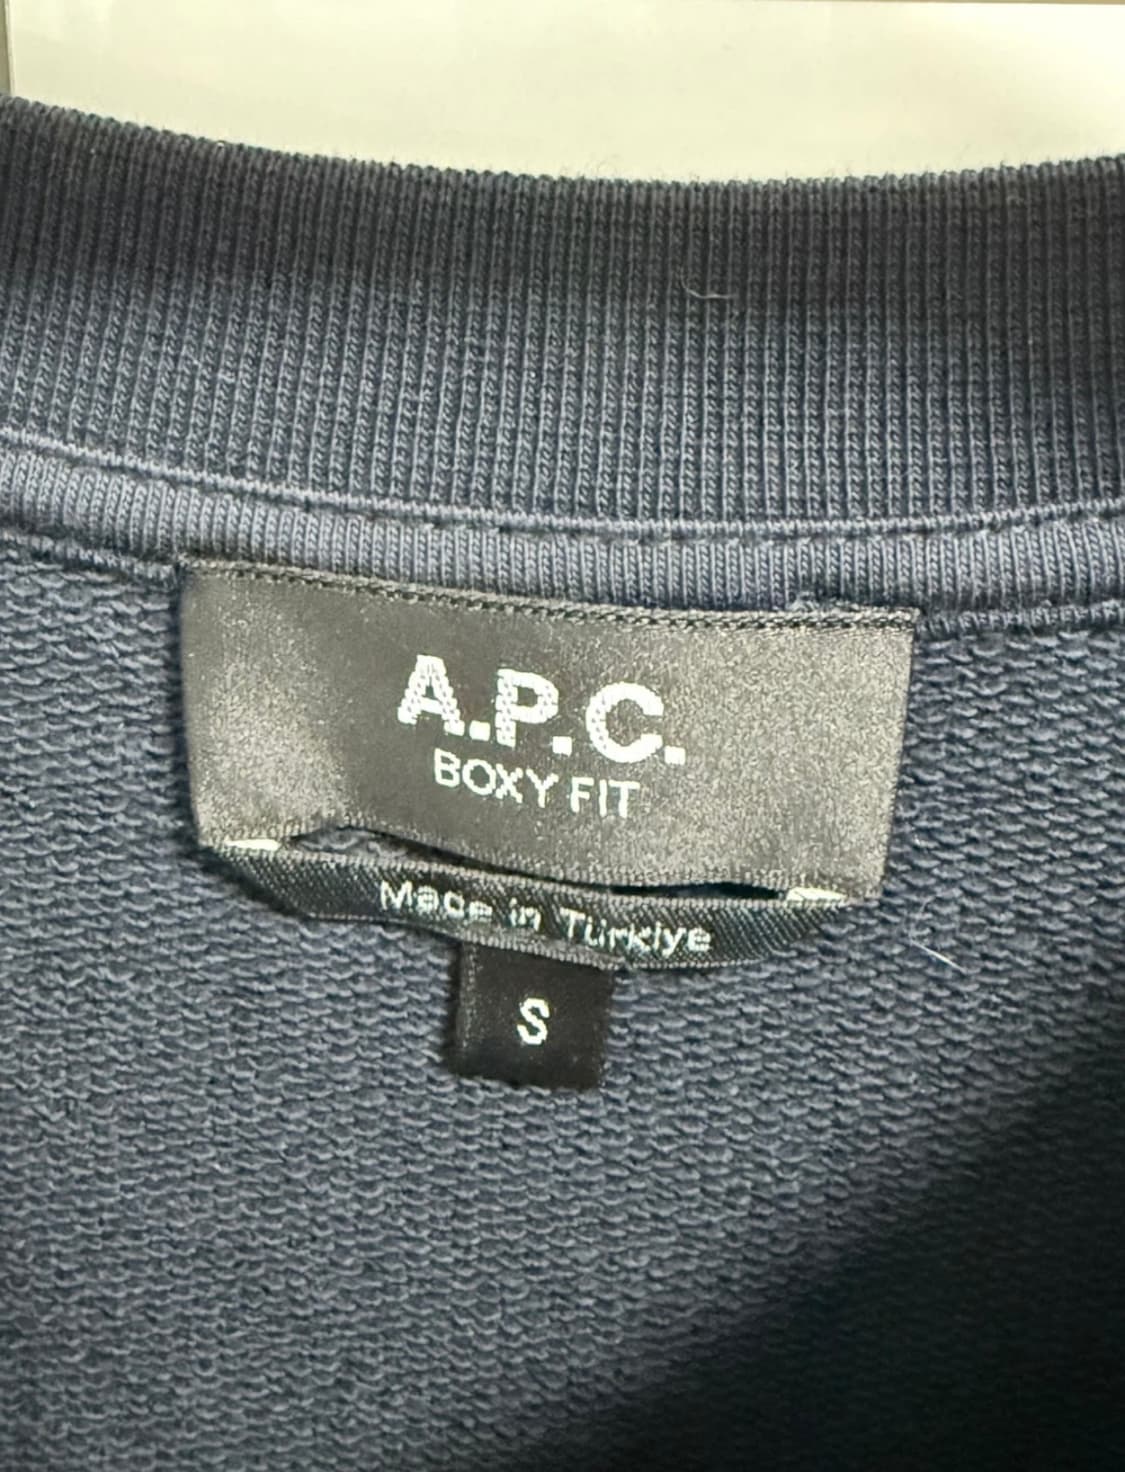 A.P.C.
BOXY FIT
Made in Türkiye
S